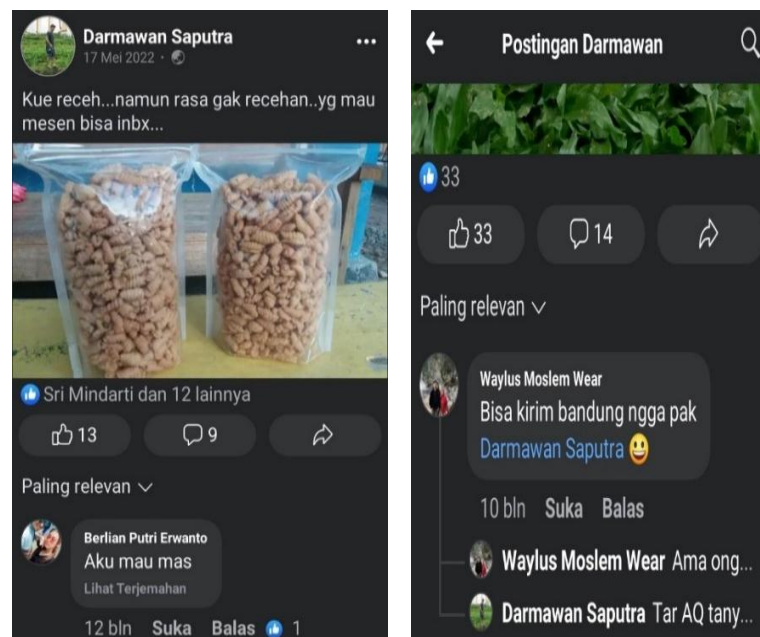 Darmawan Saputra
17 Mei 2022
Kue receh...namun rasa gak recehan..yg mau
mesen bisa inbx...
Sri Mindarti dan 12 lainnya
13
9
Paling relevan
Berlian Putri Erwanto
Aku mau mas
Lihat Terjemahan
12 bln Suka Balas 1
Postingan Darmawan
33
33
14
Paling relevan
Waylus Moslem Wear
Bisa kirim bandung ngga pak
Darmawan Saputra
10 bln Suka Balas
Waylus Moslem Wear Ama ong...
Darmawan Saputra Tar AQ tany...